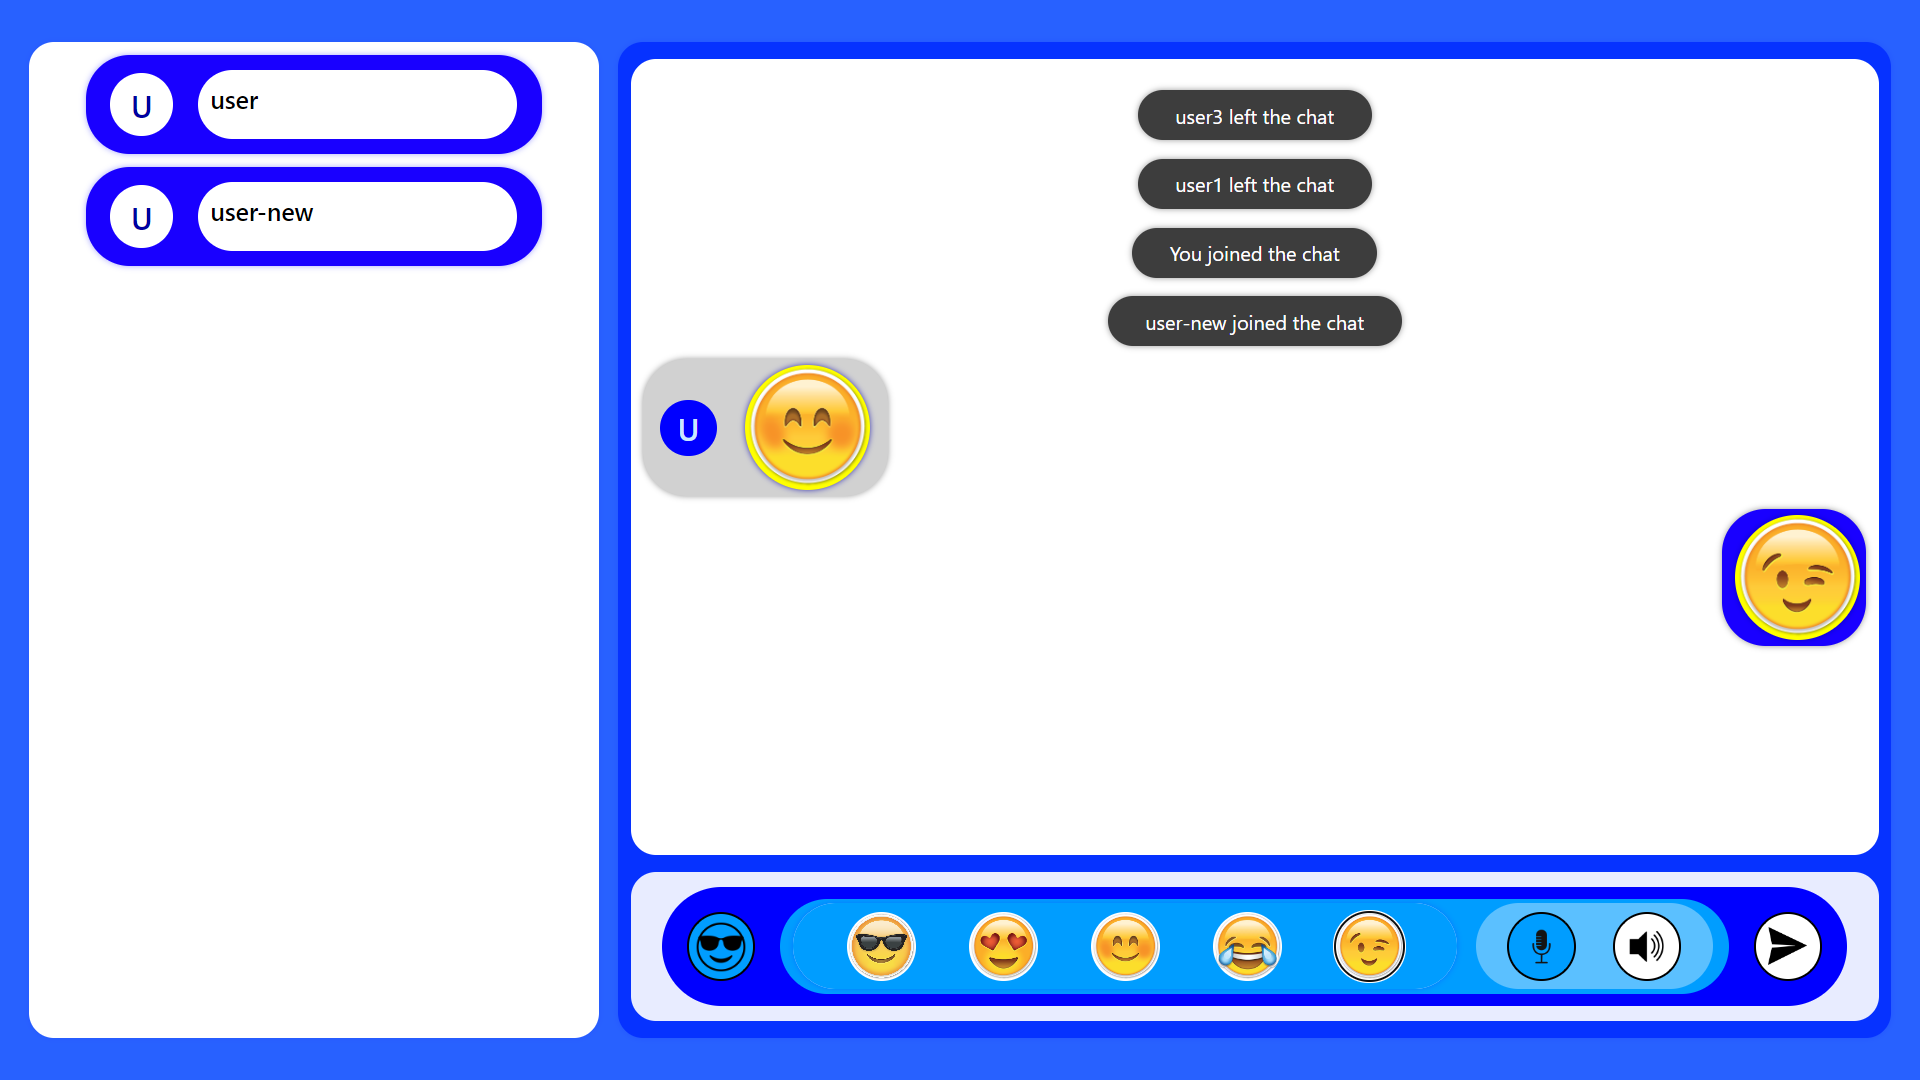 U
user
U
user-new
user3 left the chat
user1 left the chat
You joined the chat
user-new joined the chat
U